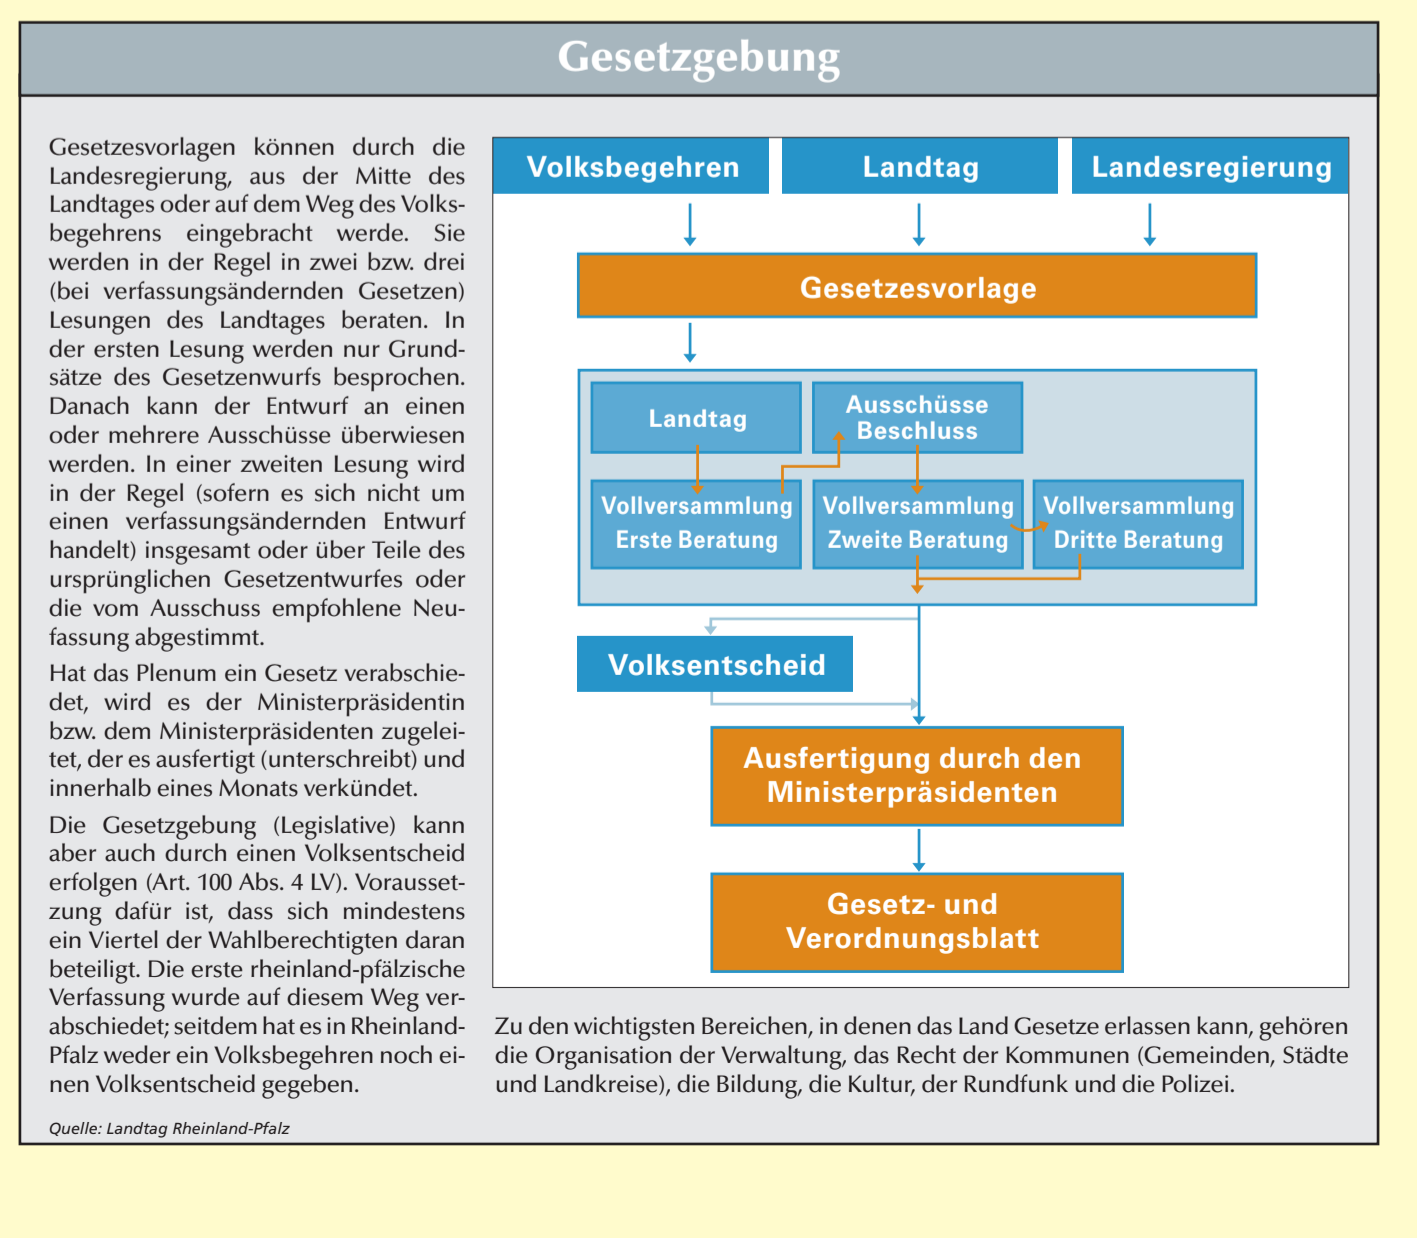 Gesetzgebung
Gesetzesvorlagen können durch die
Landesregierung, aus der Mitte des
Landtages oder auf dem Weg des Volks-
begehrens eingebracht werde. Sie
werden in der Regel in zwei bzw. drei
(bei verfassungsändernden Gesetzen)
Lesungen des Landtages beraten. In
der ersten Lesung werden nur Grund-
sätze des Gesetzenwurfs besprochen.
Danach kann der Entwurf an einen
oder mehrere Ausschüsse überwiesen
werden. In einer zweiten Lesung wird
in der Regel (sofern es sich nicht um
einen verfassungsändernden Entwurf
handelt) insgesamt oder über Teile des
ursprünglichen Gesetzentwurfes oder
die vom Ausschuss empfohlene Neu-
fassung abgestimmt.
Hat das Plenum ein Gesetz verabschie-
det, wird es der Ministerpräsidentin
bzw. dem Ministerpräsidenten zugelei-
tet, der es ausfertigt (unterschreibt) und
innerhalb eines Monats verkündet.
Die Gesetzgebung (Legislative) kann
aber auch durch einen Volksentscheid
erfolgen (Art. 100 Abs. 4 LV). Vorausset-
zung dafür ist, dass sich mindestens
ein Viertel der Wahlberechtigten daran
beteiligt. Die erste rheinland-pfälzische
Verfassung wurde auf diesem Weg ver-
abschiedet; seitdem hat es in Rheinland-
Pfalz weder ein Volksbegehren noch ei-
nen Volksentscheid gegeben.
Quelle: Landtag Rheinland-Pfalz
Volksbegehren
Landtag
Landesregierung
Gesetzesvorlage
Landtag
Ausschüsse
Beschluss
Vollversammlung
Erste Beratung
Vollversammlung
Zweite Beratung
Vollversammlung
Dritte Beratung
Volksentscheid
Ausfertigung durch den
Ministerpräsidenten
Gesetz- und
Verordnungsblatt
Zu den wichtigsten Bereichen, in denen das Land Gesetze erlassen kann, gehören
die Organisation der Verwaltung, das Recht der Kommunen (Gemeinden, Städte
und Landkreise), die Bildung, die Kultur, der Rundfunk und die Polizei.